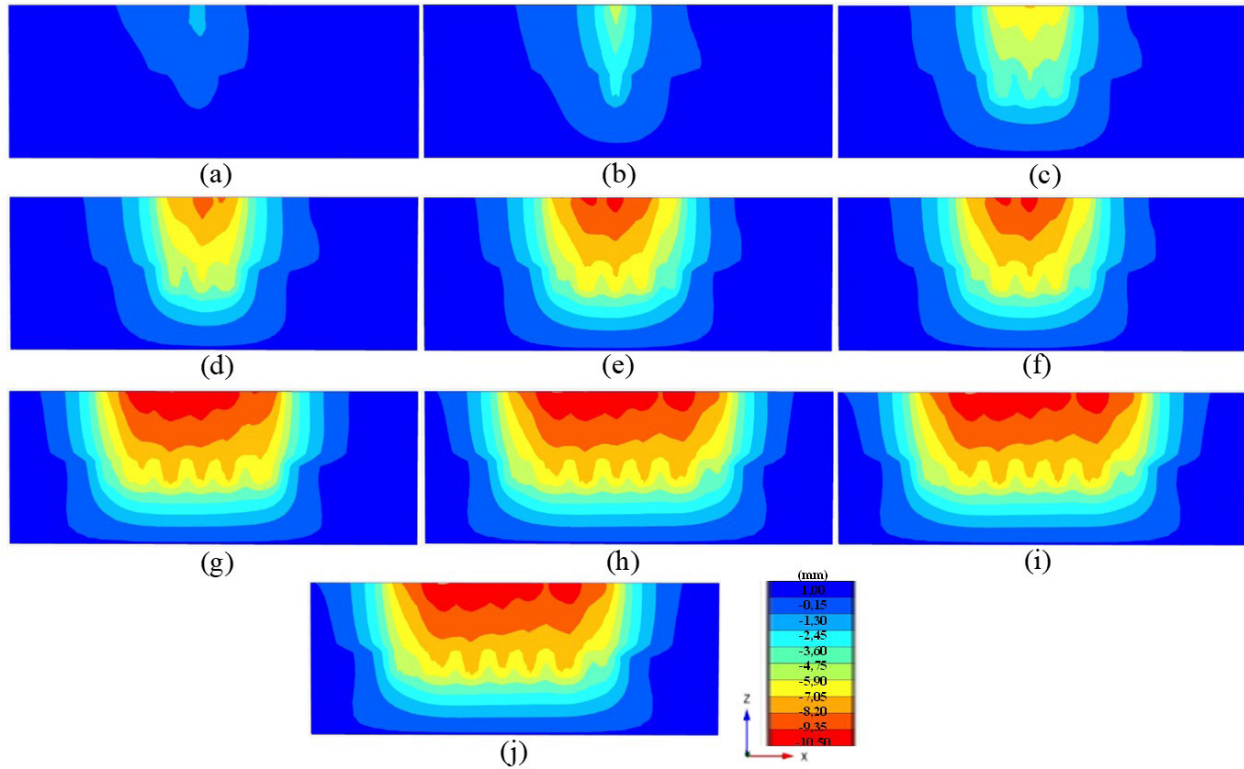 (a)
(b)
(c)
(d)
(e)
(f)
(g)
(h)
(i)
(j)
(mm)
1,00
-0,15
-1,30
-2,45
-3,60
-4,75
-5,90
-7,05
-8,20
-9,35
-10,50
Z
X